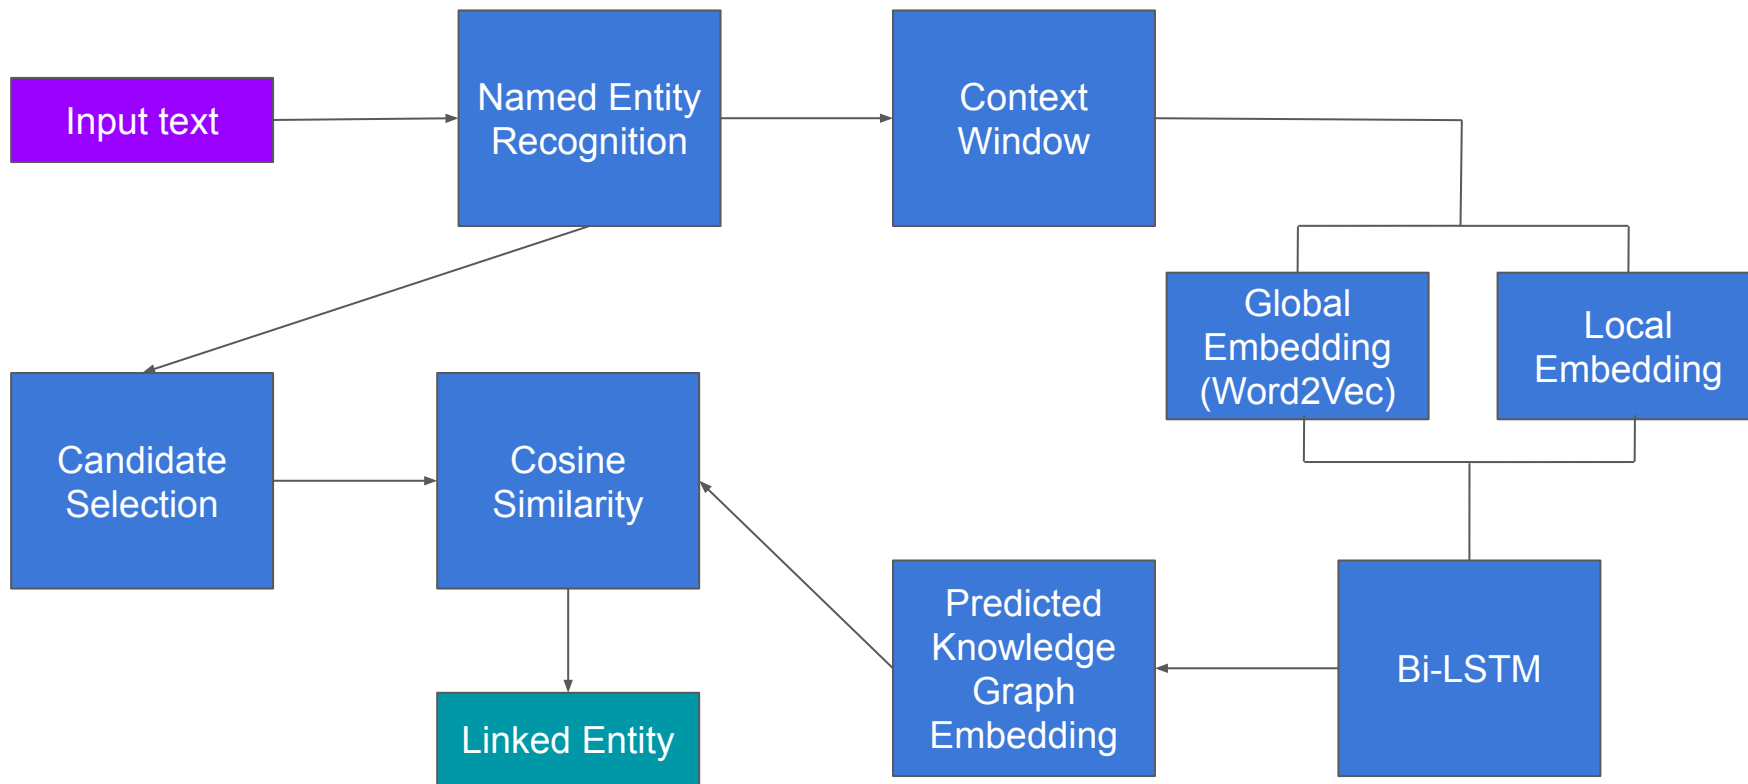 Input text
Named Entity
Recognition
Context
Window
Global
Embedding
(Word2Vec)
Local
Embedding
Candidate
Selection
Cosine
Similarity
Predicted
Knowledge
Graph
Embedding
Bi-LSTM
Linked Entity